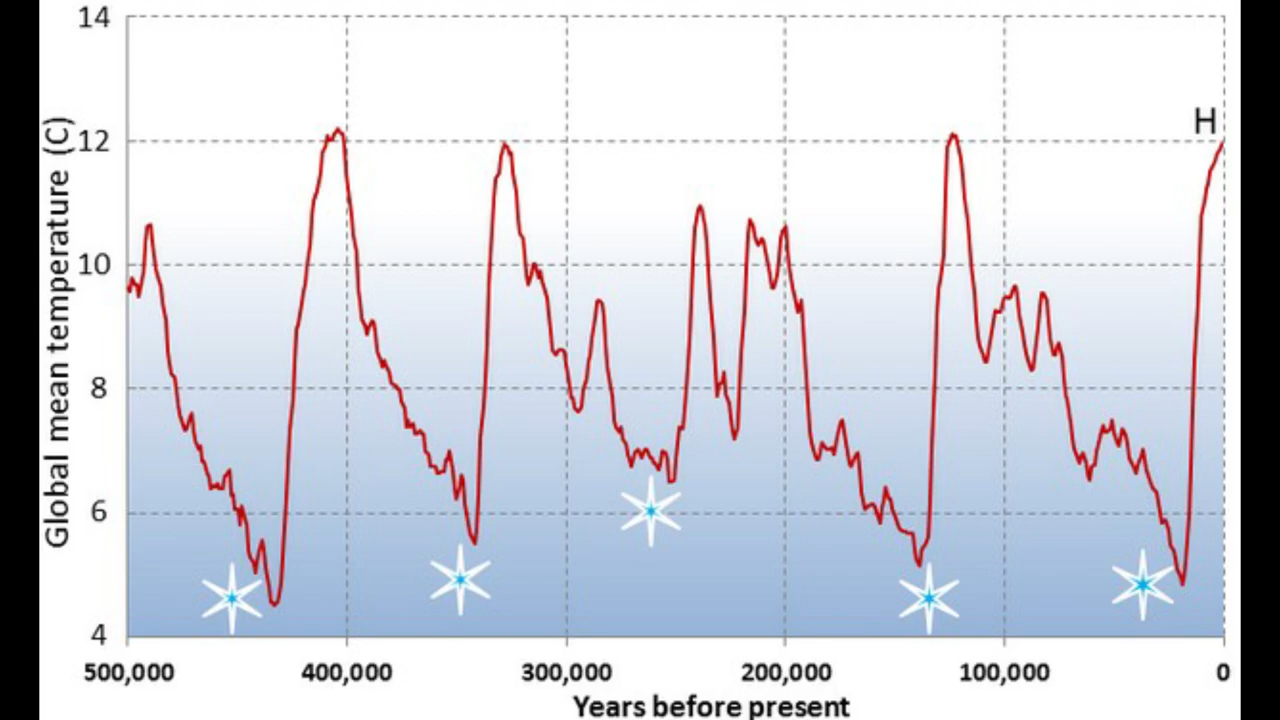 14
H
12
10
8
6
4
Global mean temperature (C)
500,000 400,000 300,000 200,000 100,000 0
Years before present